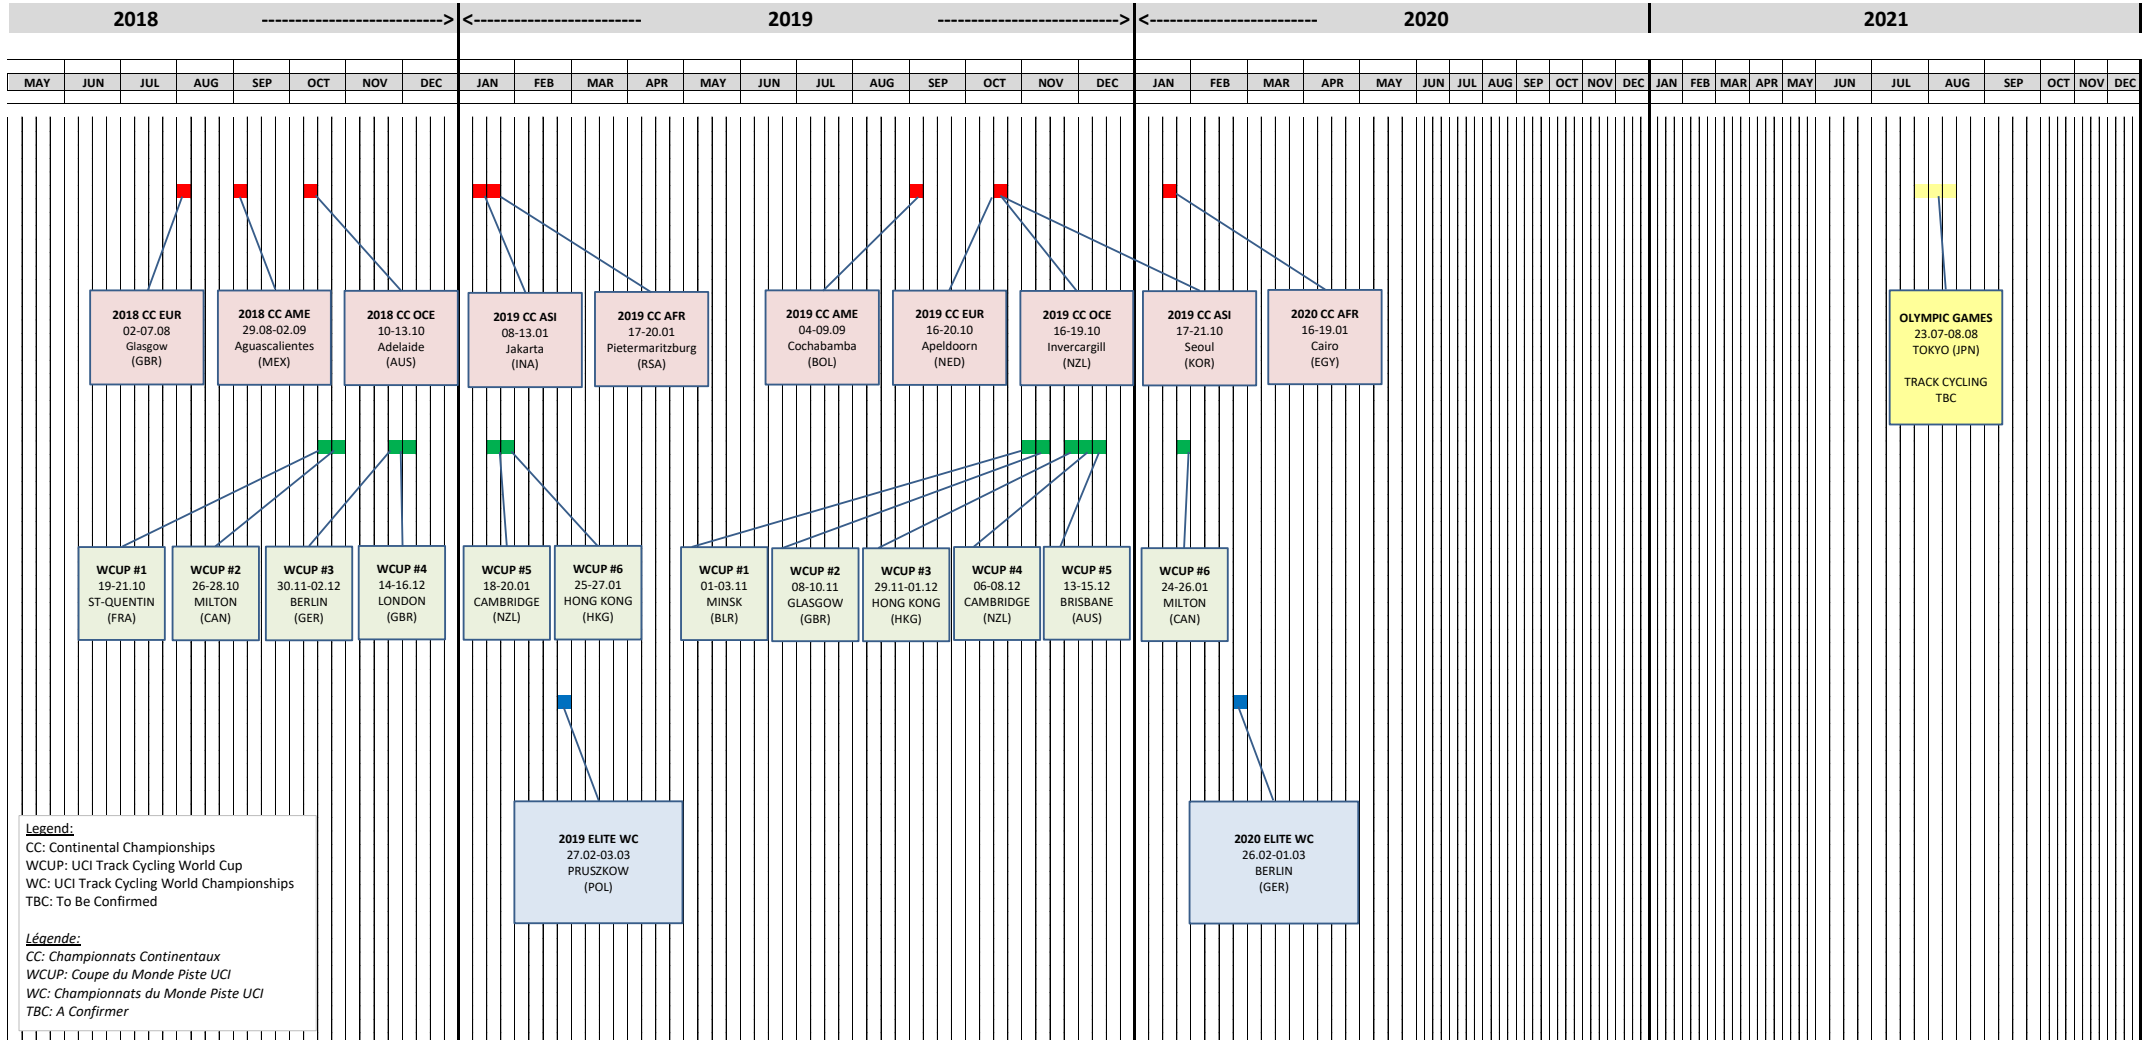 2018 ------------------------> <--------------------- 2019 ------------------------> <--------------------- 2020 2021
MAY JUN JUL AUG SEP OCT NOV DEC JAN FEB MAR APR MAY JUN JUL AUG SEP OCT NOV DEC JAN FEB MAR APR MAY JUN JUL AUG SEP OCT NOV DEC JAN FEB MAR APR MAY JUN JUL AUG SEP OCT NOV DEC
2018 CC EUR
02-07.08
Glasgow
(GBR)
2018 CC AME
29.08-02.09
Aguascalientes
(MEX)
2018 CC OCE
10-13.10
Adelaide
(AUS)
2019 CC ASI
08-13.01
Jakarta
(INA)
2019 CC AFR
17-20.01
Pietermaritzburg
(RSA)
2019 CC AME
04-09.09
Cochabamba
(BOL)
2019 CC EUR
16-20.10
Apeldoorn
(NED)
2019 CC OCE
16-19.10
Invercargill
(NZL)
2019 CC ASI
17-21.10
Seoul
(KOR)
2020 CC AFR
16-19.01
Cairo
(EGY)
OLYMPIC GAMES
23.07-08.08
TOKYO (JPN)
TRACK CYCLING
TBC
WCUP #1
19-21.10
ST-QUENTIN
(FRA)
WCUP #2
26-28.10
MILTON
(CAN)
WCUP #3
30.11-02.12
BERLIN
(GER)
WCUP #4
14-16.12
LONDON
(GBR)
WCUP #5
18-20.01
CAMBRIDGE
(NZL)
WCUP #6
25-27.01
HONG KONG
(HKG)
WCUP #1
01-03.11
MINSK
(BLR)
WCUP #2
08-10.11
GLASGOW
(GBR)
WCUP #3
29.11-01.12
HONG KONG
(HKG)
WCUP #4
06-08.12
CAMBRIDGE
(NZL)
WCUP #5
13-15.12
BRISBANE
(AUS)
WCUP #6
24-26.01
MILTON
(CAN)
2019 ELITE WC
27.02-03.03
PRUSZKOW
(POL)
2020 ELITE WC
26.02-01.03
BERLIN
(GER)
Legend:
CC: Continental Championships
WCUP: UCI Track Cycling World Cup
WC: UCI Track Cycling World Championships
TBC: To Be Confirmed
Légende:
CC: Championnats Continentaux
WCUP: Coupe du Monde Piste UCI
WC: Championnats du Monde Piste UCI
TBC: A Confirmer